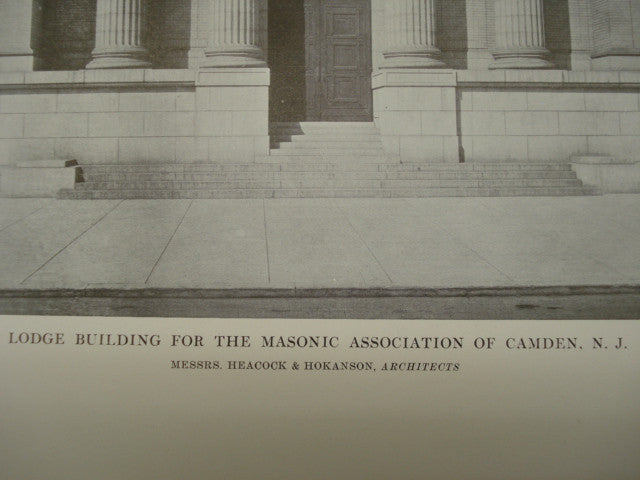 LODGE BUILDING FOR THE MASONIC ASSOCIATION OF CAMDEN, N. J.
MESSRS. HEACOCK & HOKANSON, ARCHITECTS